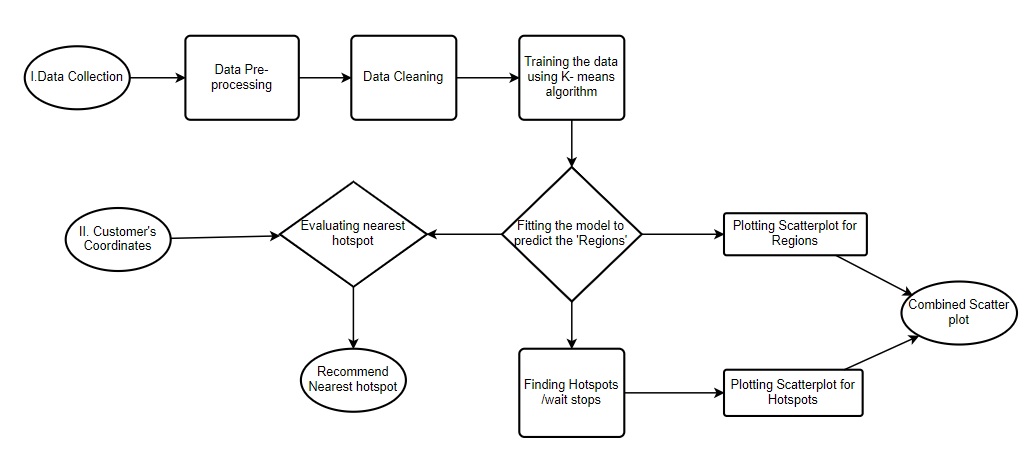 I.Data Collection
Data Pre-
processing
Data Cleaning
Training the data
using K- means
algorithm
II. Customer's
Coordinates
Evaluating nearest
hotspot
Fitting the model to
predict the 'Regions'
Plotting Scatterplot for
Regions
Combined Scatter
plot
Recommend
Nearest hotspot
Finding Hotspots
/wait stops
Plotting Scatterplot for
Hotspots